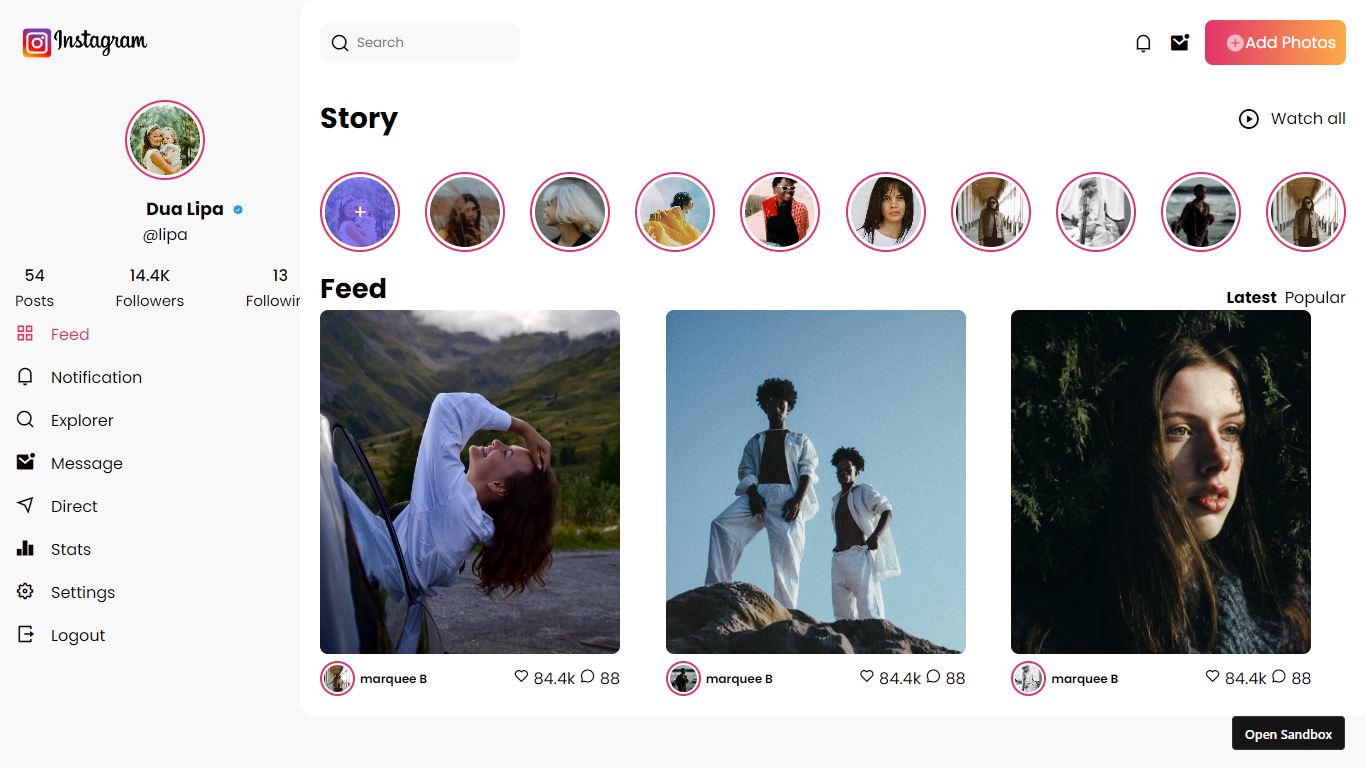 Instagram
Search
Add Photos
Dua Lipa
@lipa
54
14.4K
13
Posts
Followers
Followin
Feed
Notification
Explorer
Message
Direct
Stats
Settings
Logout
Story
Watch all
+
Feed
Latest Popular
marquee B 84.4k 88
marquee B 84.4k 88
marquee B 84.4k 88
Open Sandbox